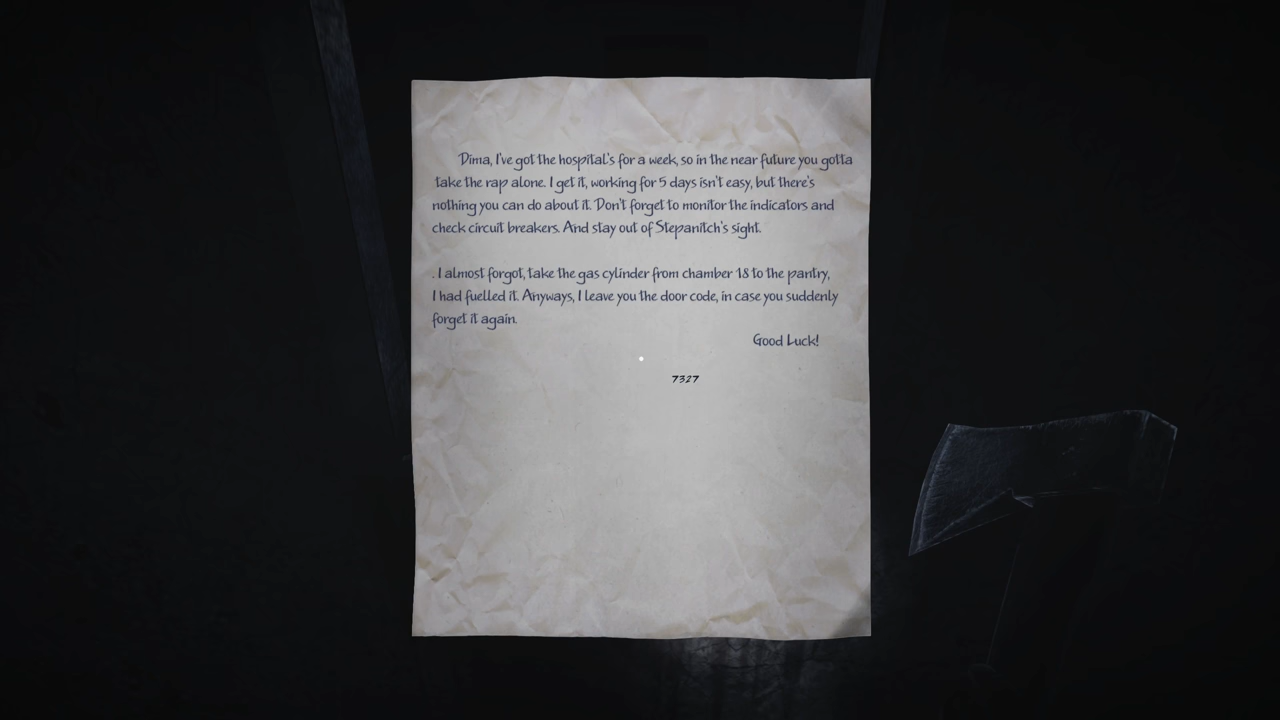 Dima, I've got the hospital's for a week, so in the near future you gotta
take the rap alone. I get it, working for 5 days isn't easy, but there's
nothing you can do about it. Don't forget to monitor the indicators and
check circuit breakers. And stay out of Stepanitch's sight.
. I almost forgot, take the gas cylinder from chamber 18 to the pantry,
I had fuelled it. Anyways, I leave you the door code, in case you suddenly
forget it again.
Good Luck!
7327